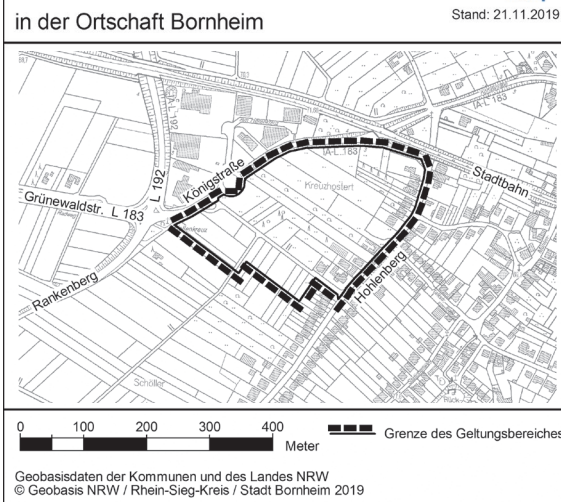 in der Ortschaft Bornheim
Stand: 21.11.2019
L 192
(A-L 183
Königstraße
Kreuzhostert
Stadtbahn
Grünewaldstr. L 183
L 192
Rankenberg
Hohlenberg
Schöller
0 100 200 300 400
Meter
Grenze des Geltungsbereiches
Geobasisdaten der Kommunen und des Landes NRW
© Geobasis NRW / Rhein-Sieg-Kreis / Stadt Bornheim 2019